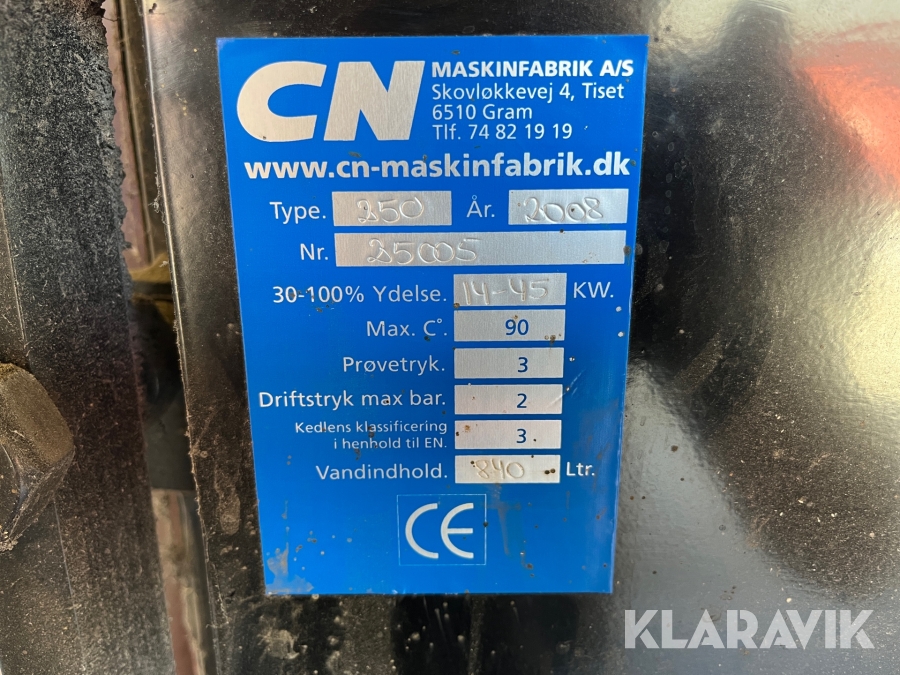 CN MASKINFABRIK A/S
Skovløkkevej 4, Tiset
6510 Gram
Tlf. 74 82 19 19
www.cn-maskinfabrik.dk
Type. 250 År. 2008
Nr. 25005
30-100% Ydelse. 14-45 KW.
Max. C°. 90
Prøvetryk. 3
Driftstryk max bar. 2
Kedlens klassificering
i henhold til EN. 3
Vandindhold. 840 Ltr.
CE
KLARAVIK